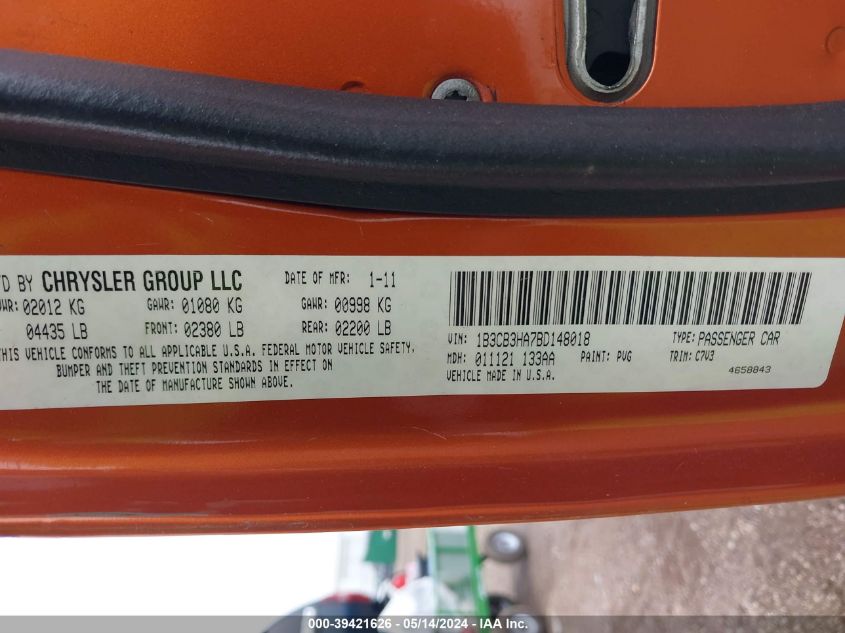 BY CHRYSLER GROUP LLC DATE OF MFR: 1-11
02012 KG GAWR: 01080 KG GAWR: 00998 KG
04435 LB FRONT: 02380 LB REAR: 02200 LB
THIS VEHICLE CONFORMS TO ALL APPLICABLE U.S.A. FEDERAL MOTOR VEHICLE SAFETY,
BUMPER AND THEFT PREVENTION STANDARDS IN EFFECT ON
THE DATE OF MANUFACTURE SHOWN ABOVE.
VIN: 1B3CB3HA7BD148018 TYPE: PASSENGER CAR
MDH: 011121 133AA PAINT: PVG TRIM: C7V3
VEHICLE MADE IN U.S.A. 4658843
000-39421626 - 05/14/2024 - IAA Inc.